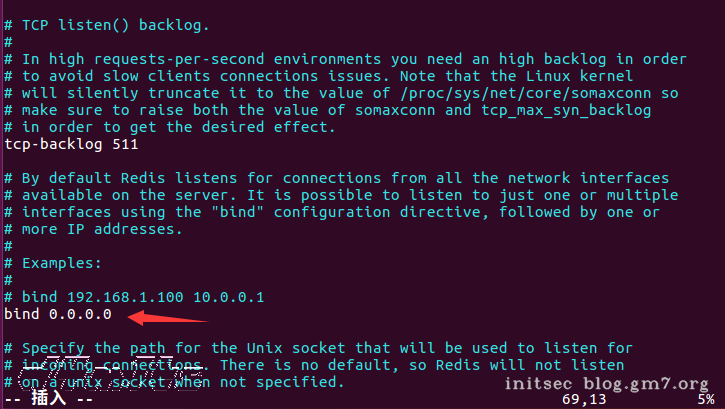 # TCP listen() backlog.
#
# In high requests-per-second environments you need an high backlog in order
# to avoid slow clients connections issues. Note that the Linux kernel
# will silently truncate it to the value of /proc/sys/net/core/somaxconn so
# make sure to raise both the value of somaxconn and tcp_max_syn_backlog
# in order to get the desired effect.
tcp-backlog 511
# By default Redis listens for connections from all the network interfaces
# available on the server. It is possible to listen to just one or multiple
# interfaces using the "bind" configuration directive, followed by one or
# more IP addresses.
#
# Examples:
#
# bind 192.168.1.100 10.0.0.1
bind 0.0.0.0
# Specify the path for the Unix socket that will be used to listen for
# incoming connections. There is no default, so Redis will not listen
# on a unix socket when not specified.
-- 插入 --
initsec blog.gm7.org
69,13
5%